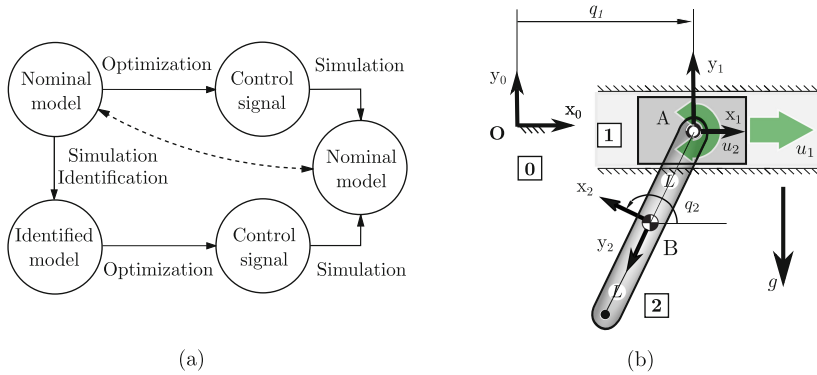 Nominal
model
Optimization
Control
signal
Simulation
Nominal
model
Simulation
Identification
Identified
model
Optimization
Control
signal
Simulation
(a)
q₁
y₀
x₀
O
0
1
A
y₁
x₁
u₂
u₁
L
x₂
q₂
y₂
B
L
2
g
(b)